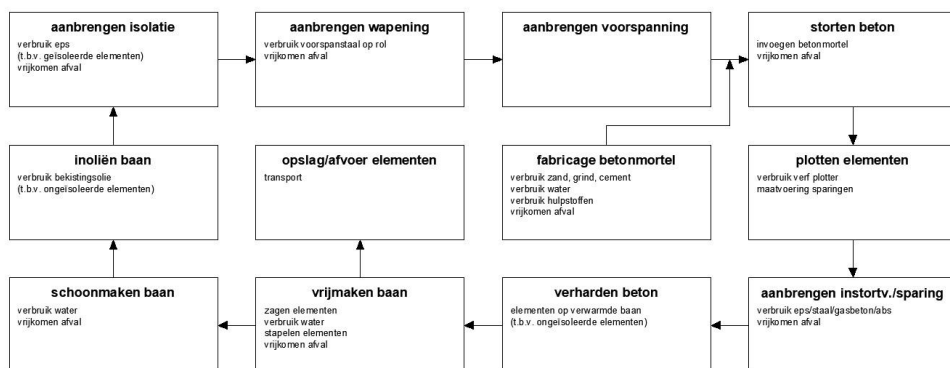 aanbrengen isolatie
verbruik eps
(t.b.v. geïsoleerde elementen)
vrijkomen afval
aanbrengen wapening
verbruik voorspanstaal op rol
vrijkomen afval
aanbrengen voorspanning
storten beton
invoegen betonmortel
vrijkomen afval
inoliën baan
verbruik bekistingsolie
(t.b.v. ongeïsoleerde elementen)
opslag/afvoer elementen
transport
fabricage betonmortel
verbruik zand, grind, cement
verbruik water
verbruik hulpstoffen
vrijkomen afval
plotten elementen
verbruik verf plotter
maatvoering sparingen
schoonmaken baan
verbruik water
vrijkomen afval
vrijmaken baan
zagen elementen
verbruik water
stapelen elementen
vrijkomen afval
verharden beton
elementen op verwarmde baan
(t.b.v. ongeïsoleerde elementen)
aanbrengen instortv./sparing
verbruik eps/staal/gasbeton/abs
vrijkomen afval